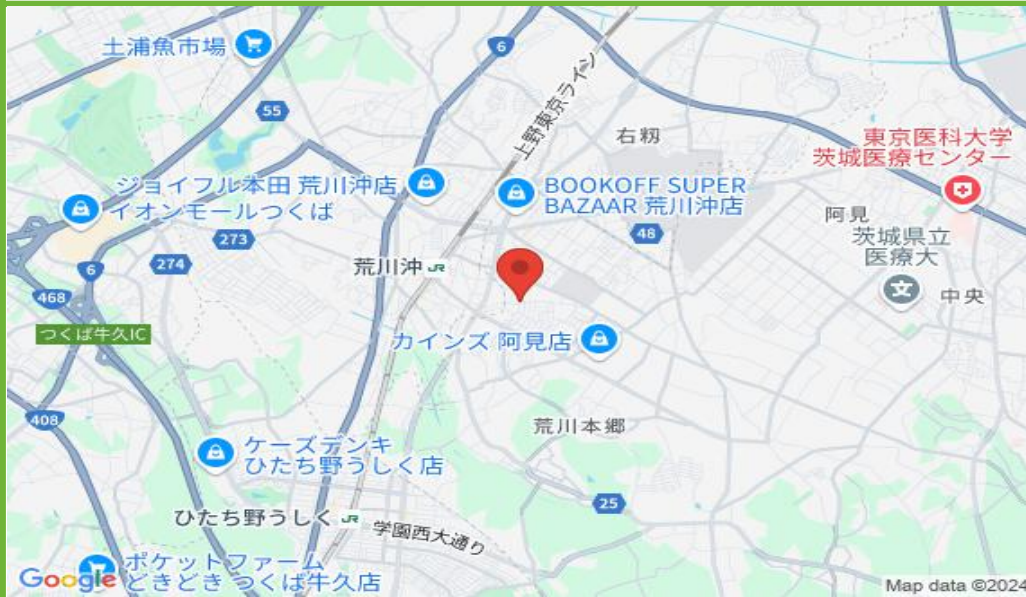 土浦魚市場
6
上野東京ライン
55
右籾
東京医科大学
茨城医療センター
ジョイフル本田 荒川沖店
イオンモールつくば
BOOKOFF SUPER
BAZAAR 荒川沖店
阿見
273
48
茨城県立
医療大
274
荒川沖 JR
6
468
文
中央
つくば牛久IC
カインズ 阿見店
408
荒川本郷
ケーズデンキ
ひたち野うしく店
25
ひたち野うしく JR
学園西大通り
ポケットファーム
どきどき つくば牛久店
Google
Map data ©2024